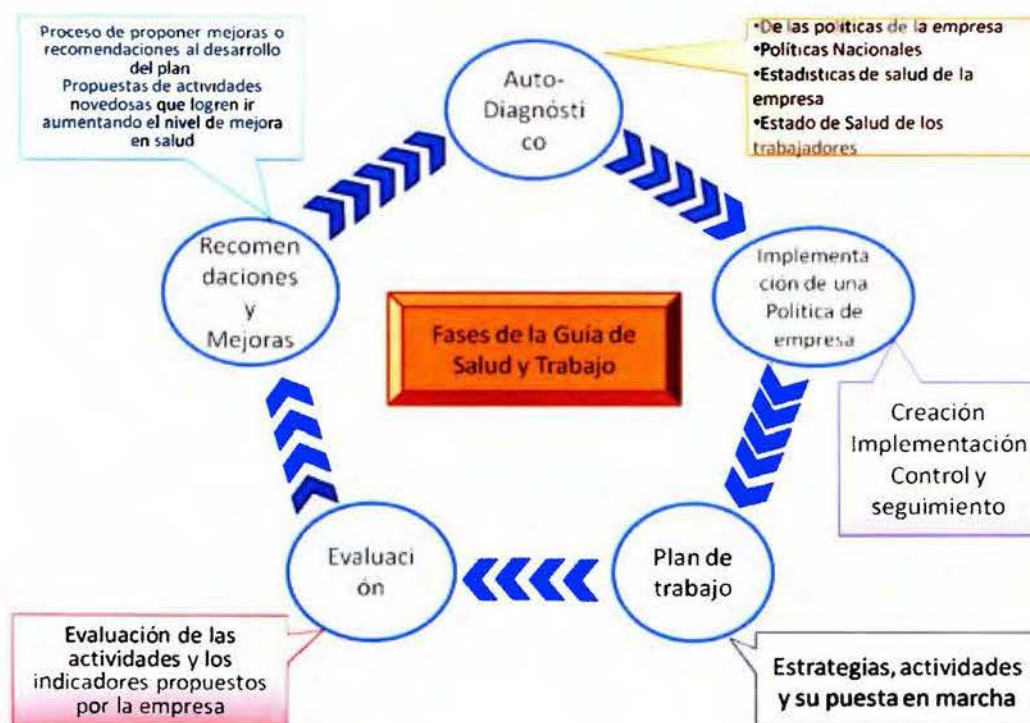 Proceso de proponer mejoras o
recomendaciones al desarrollo
del plan
Propuestas de actividades
novedosas que logren ir
aumentando el nivel de mejora
en salud
Auto-
Diagnósti
co
•De las políticas de la empresa
•Políticas Nacionales
•Estadísticas de salud de la
empresa
•Estado de Salud de los
trabajadores
Recomen
daciones
y
Mejoras
Implementa
ción de una
Política de
empresa
Fases de la Guía de
Salud y Trabajo
Creación
Implementación
Control y
seguimiento
Evaluaci
ón
Plan de
trabajo
Evaluación de las
actividades y los
indicadores propuestos
por la empresa
Estrategias, actividades
y su puesta en marcha